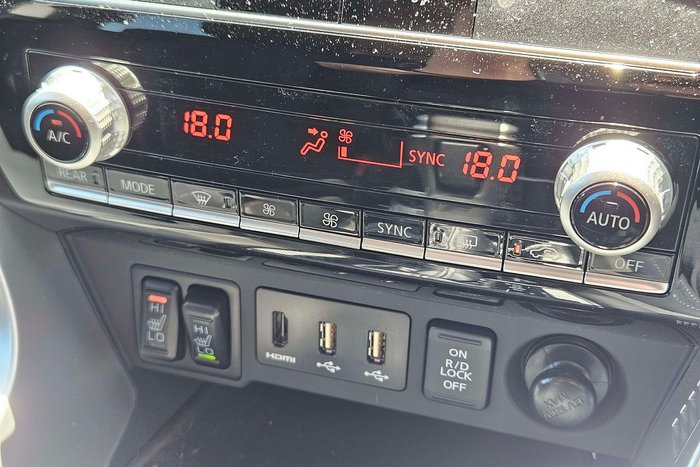 A/C
18.0
SYNC
18.0
AUTO
REAR
MODE
SYNC
OFF
HI
LO
HI
LO
HDMI
ON
R/D
LOCK
OFF